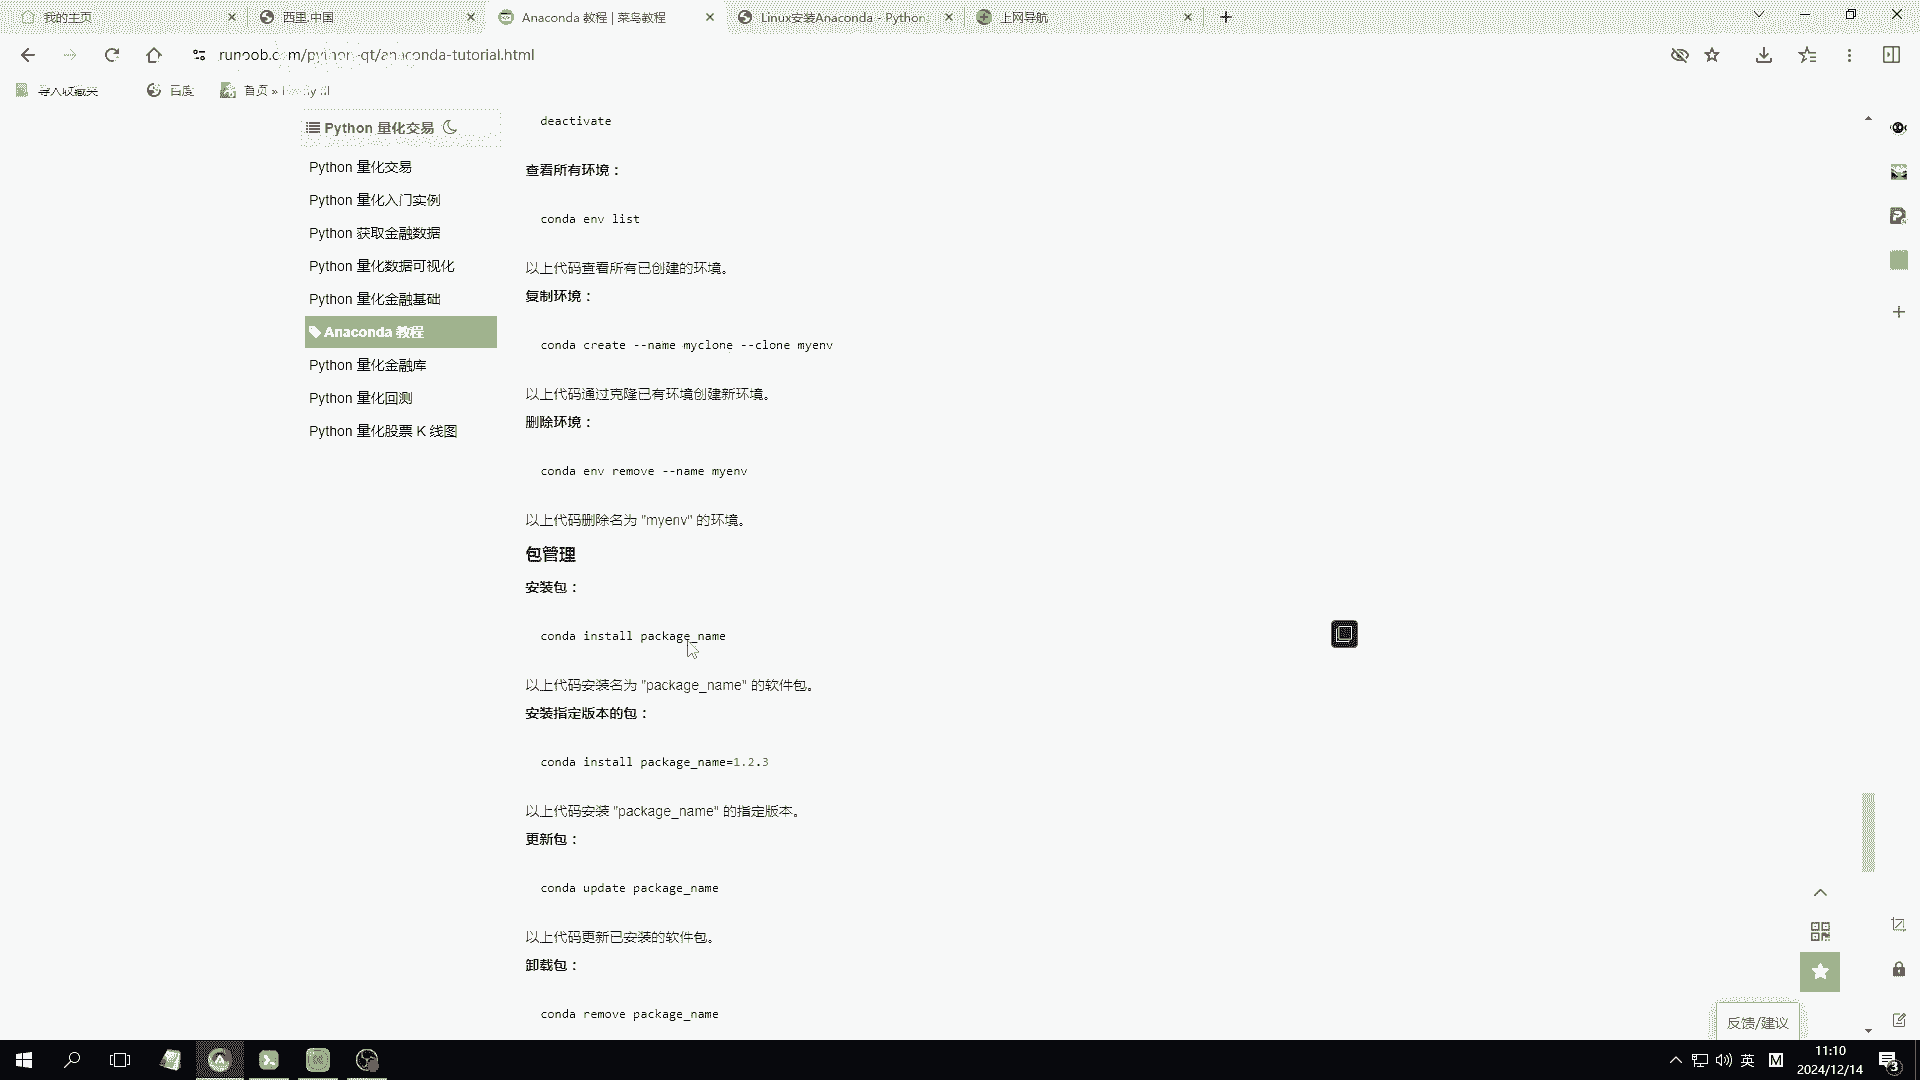 我的主页
西里.中国
Anaconda 教程 | 菜鸟教程
Linux安装Anaconda - Python
上网导航
runoob.com/python-qt/anaconda-tutorial.html
导入收藏夹
百度
首页 »
Python 量化交易
Python 量化交易
Python 量化入门实例
Python 获取金融数据
Python 量化数据可视化
Python 量化金融基础
Anaconda 教程
Python 量化金融库
Python 量化回测
Python 量化股票 K 线图
deactivate
查看所有环境：
conda env list
以上代码查看所有已创建的环境。
复制环境：
conda create --name myclone --clone myenv
以上代码通过克隆已有环境创建新环境。
删除环境：
conda env remove --name myenv
以上代码删除名为 "myenv" 的环境。
包管理
安装包：
conda install package_name
以上代码安装名为 "package_name" 的软件包。
安装指定版本的包：
conda install package_name=1.2.3
以上代码安装 "package_name" 的指定版本。
更新包：
conda update package_name
以上代码更新已安装的软件包。
卸载包：
conda remove package_name
反馈/建议
英
M
11:10
2024/12/14
3